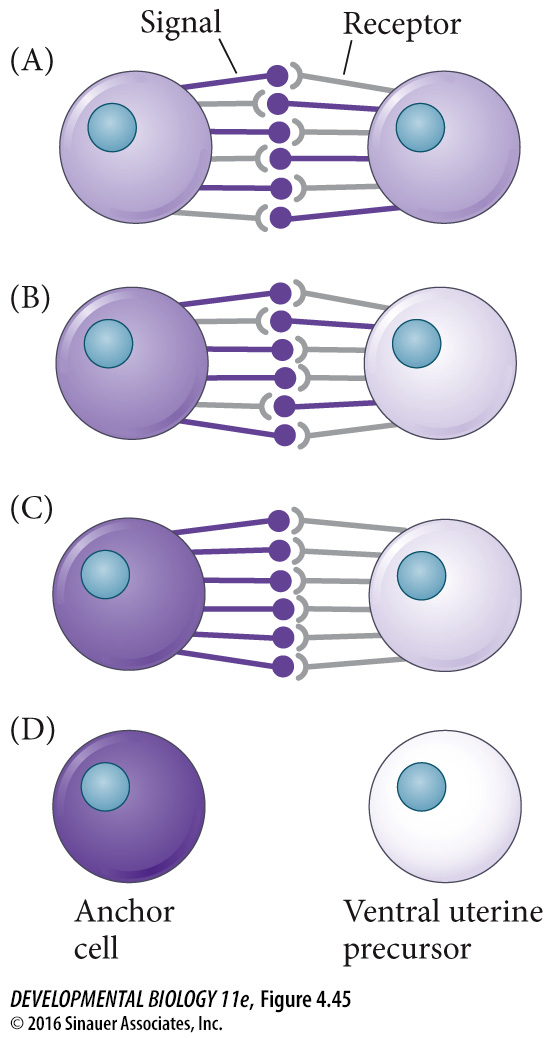 Signal Receptor
(A)
(B)
(C)
(D)
Anchor cell
Ventral uterine precursor
DEVELOPMENTAL BIOLOGY 11e, Figure 4.45
© 2016 Sinauer Associates, Inc.